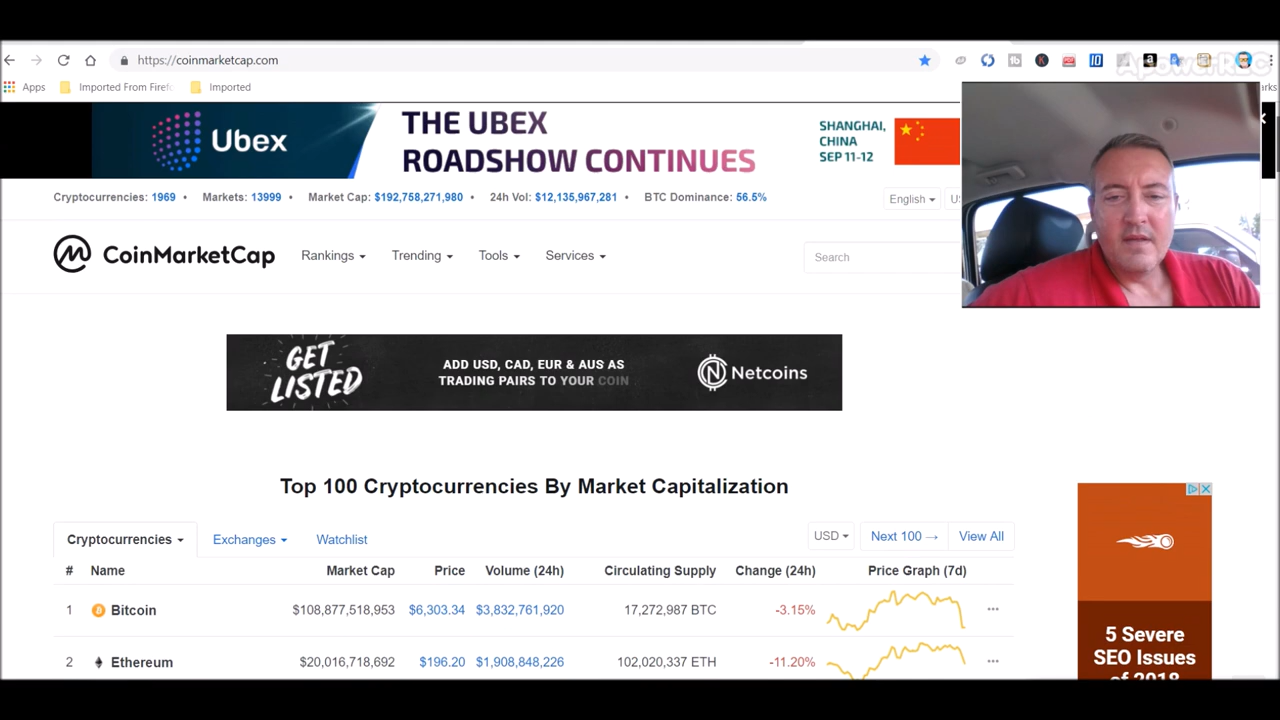 https://coinmarketcap.com
ApowerREC
Apps Imported From Firef Imported
Ubex
THE UBEX
ROADSHOW CONTINUES
SHANGHAI,
CHINA
SEP 11-12
Cryptocurrencies: 1969 • Markets: 13999 • Market Cap: $192,758,271,980 • 24h Vol: $12,135,967,281 • BTC Dominance: 56.5%
English
CoinMarketCap
Rankings Trending Tools Services
Search
GET
LISTED
ADD USD, CAD, EUR & AUS AS
TRADING PAIRS TO YOUR COIN
Netcoins
Top 100 Cryptocurrencies By Market Capitalization
Cryptocurrencies Exchanges Watchlist
USD Next 100 → View All
# Name Market Cap Price Volume (24h) Circulating Supply Change (24h) Price Graph (7d)
1 Bitcoin $108,877,518,953 $6,303.34 $3,832,761,920 17,272,987 BTC -3.15%
2 Ethereum $20,016,718,692 $196.20 $1,908,848,226 102,020,337 ETH -11.20%
5 Severe
SEO Issues
of 2018